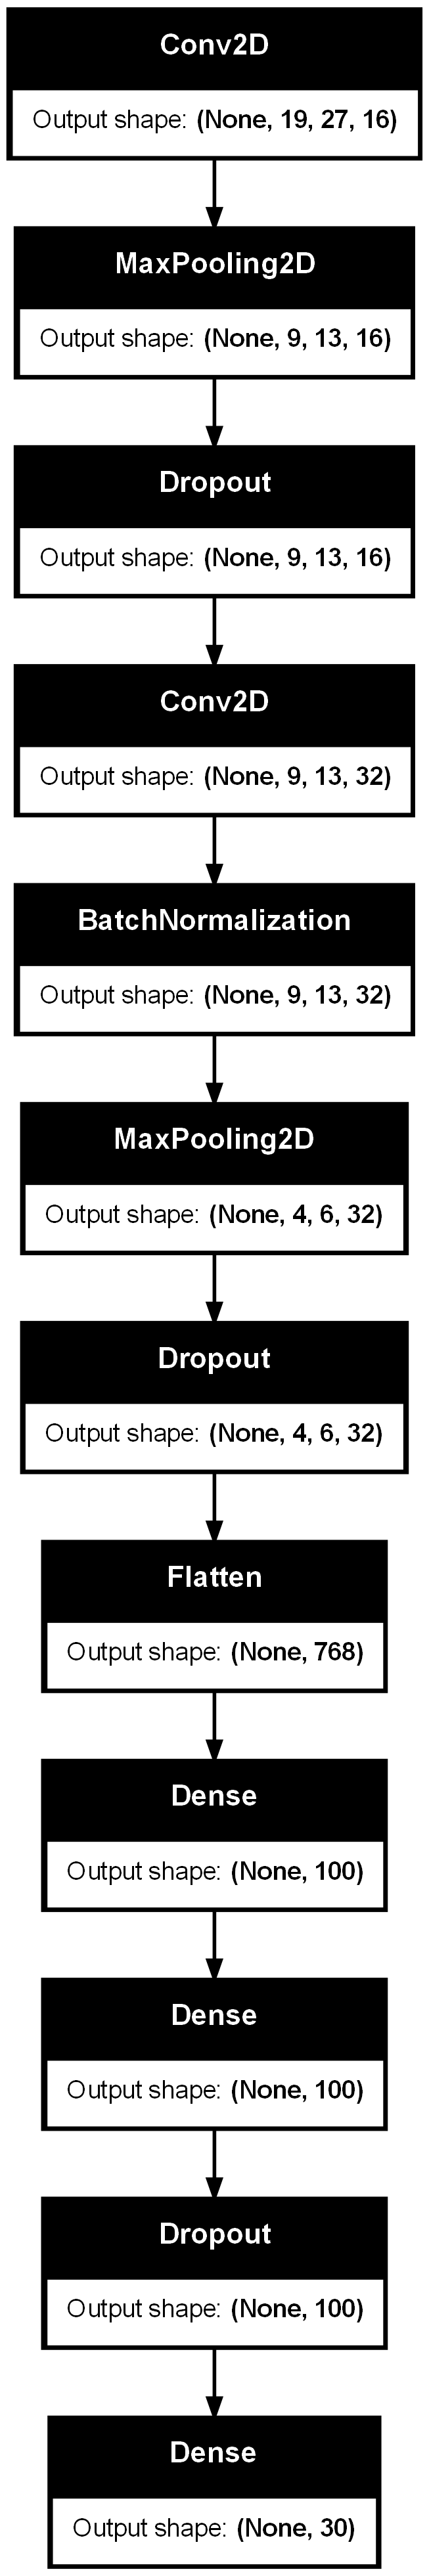 Conv2D
Output shape: (None, 19, 27, 16)
MaxPooling2D
Output shape: (None, 9, 13, 16)
Dropout
Output shape: (None, 9, 13, 16)
Conv2D
Output shape: (None, 9, 13, 32)
BatchNormalization
Output shape: (None, 9, 13, 32)
MaxPooling2D
Output shape: (None, 4, 6, 32)
Dropout
Output shape: (None, 4, 6, 32)
Flatten
Output shape: (None, 768)
Dense
Output shape: (None, 100)
Dense
Output shape: (None, 100)
Dropout
Output shape: (None, 100)
Dense
Output shape: (None, 30)